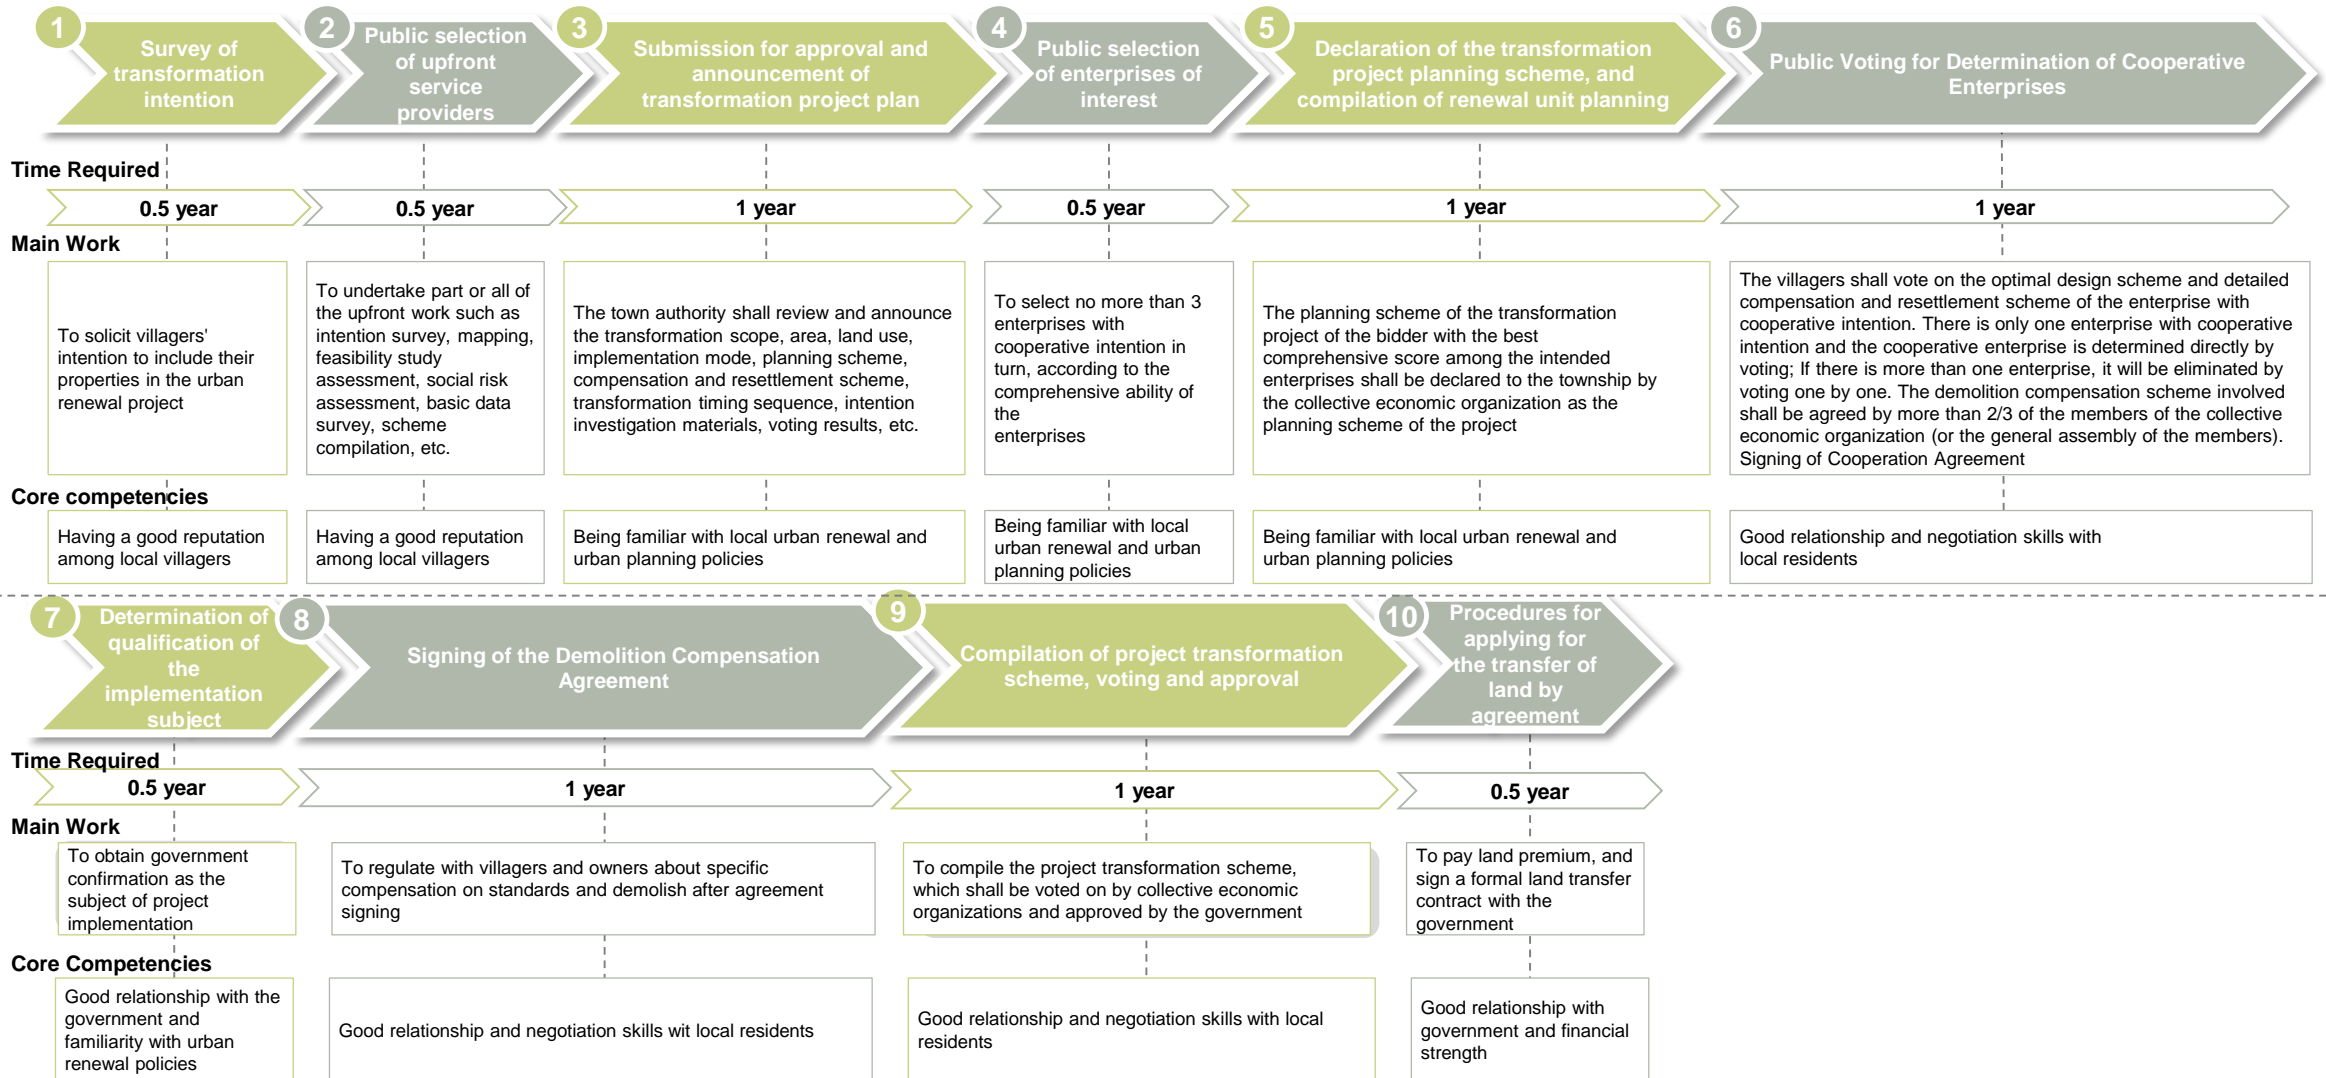 1
Survey of
transformation
intention
2
Public selection
of upfront
service
providers
3
Submission for approval and
announcement of
transformation project plan
4
Public selection
of enterprises of
interest
5
Declaration of the transformation
project planning scheme, and
compilation of renewal unit planning
6
Public Voting for Determination of Cooperative
Enterprises
Time Required
0.5 year
0.5 year
1 year
0.5 year
1 year
1 year
Main Work
To solicit villagers'
intention to include their
properties in the urban
renewal project
To undertake part or all of
the upfront work such as
intention survey, mapping,
feasibility study
assessment, social risk
assessment, basic data
survey, scheme
compilation, etc.
The town authority shall review and announce
the transformation scope, area, land use,
implementation mode, planning scheme,
compensation and resettlement scheme,
transformation timing sequence, intention
investigation materials, voting results, etc.
To select no more than 3
enterprises with
cooperative intention in
turn, according to the
comprehensive ability of
the
enterprises
The planning scheme of the transformation
project of the bidder with the best
comprehensive score among the intended
enterprises shall be declared to the township by
the collective economic organization as the
planning scheme of the project
The villagers shall vote on the optimal design scheme and detailed
compensation and resettlement scheme of the enterprise with
cooperative intention. There is only one enterprise with cooperative
intention and the cooperative enterprise is determined directly by
voting; If there is more than one enterprise, it will be eliminated by
voting one by one. The demolition compensation scheme involved
shall be agreed by more than 2/3 of the members of the collective
economic organization (or the general assembly of the members).
Signing of Cooperation Agreement
Core competencies
Having a good reputation
among local villagers
Having a good reputation
among local villagers
Being familiar with local urban renewal and
urban planning policies
Being familiar with local
urban renewal and urban
planning policies
Being familiar with local urban renewal and
urban planning policies
Good relationship and negotiation skills with
local residents
7
Determination of
qualification of
the
implementation
subject
8
Signing of the Demolition Compensation
Agreement
9
Compilation of project transformation
scheme, voting and approval
10
Procedures for
applying for
the transfer of
land by
agreement
Time Required
0.5 year
1 year
1 year
0.5 year
Main Work
To obtain government
confirmation as the
subject of project
implementation
To regulate with villagers and owners about specific
compensation on standards and demolish after agreement
signing
To compile the project transformation scheme,
which shall be voted on by collective economic
organizations and approved by the government
To pay land premium, and
sign a formal land transfer
contract with the
government
Core Competencies
Good relationship with the
government and
familiarity with urban
renewal policies
Good relationship and negotiation skills wit local residents
Good relationship and negotiation skills with local
residents
Good relationship with
government and financial
strength